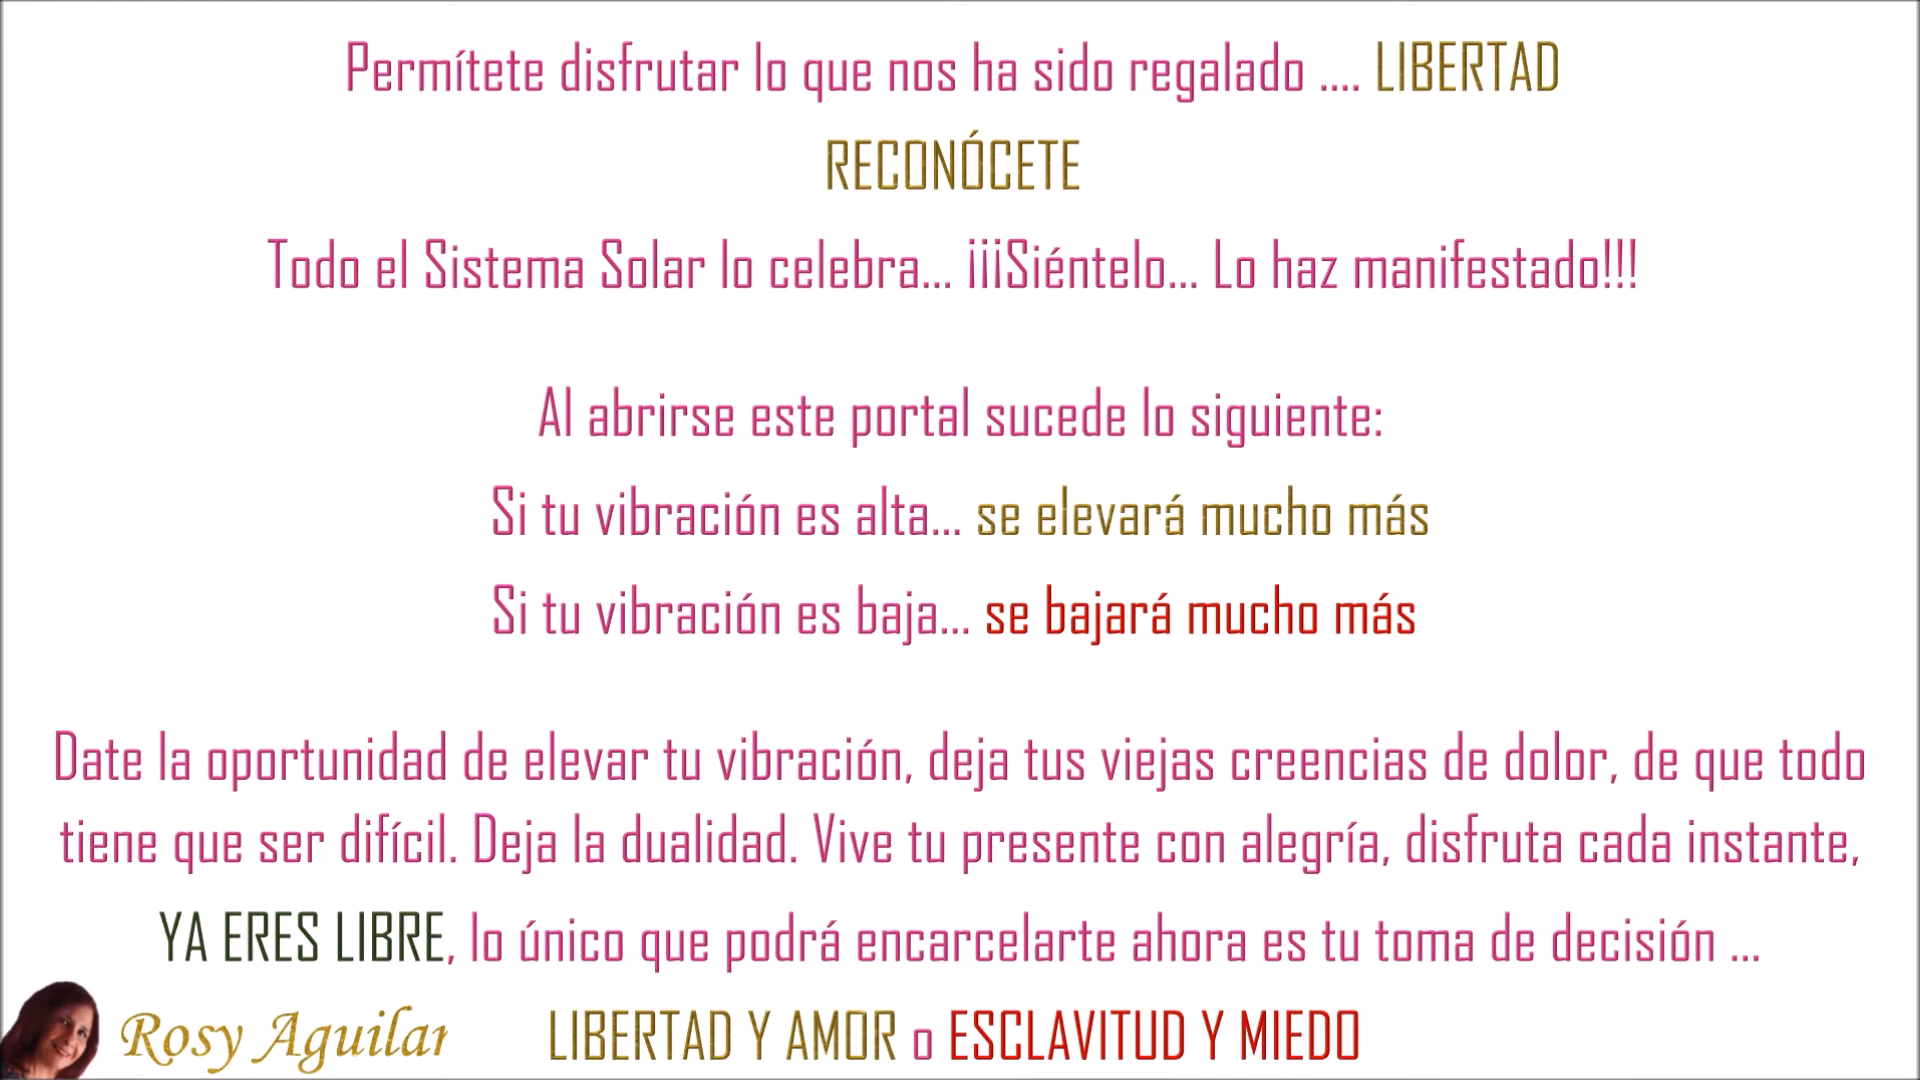 Permítete disfrutar lo que nos ha sido regalado .... LIBERTAD
RECONÓCETE
Todo el Sistema Solar lo celebra... ¡¡¡Siéntelo... Lo haz manifestado!!!
Al abrirse este portal sucede lo siguiente:
Si tu vibración es alta... se elevará mucho más
Si tu vibración es baja... se bajará mucho más
Date la oportunidad de elevar tu vibración, deja tus viejas creencias de dolor, de que todo
tiene que ser difícil. Deja la dualidad. Vive tu presente con alegría, disfruta cada instante,
YA ERES LIBRE, lo único que podrá encarcelarte ahora es tu toma de decisión ...
Rosy Aguilar LIBERTAD Y AMOR o ESCLAVITUD Y MIEDO